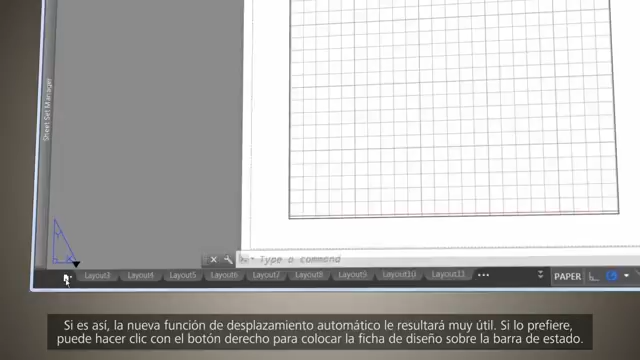 Sheet Set Manager
Type a command
Layout3 Layout4 Layout5 Layout6 Layout7 Layout8 Layout9 Layout10 Layout11 PAPER
Si es así, la nueva función de desplazamiento automático le resultará muy útil. Si lo prefiere,
puede hacer clic con el botón derecho para colocar la ficha de diseño sobre la barra de estado.